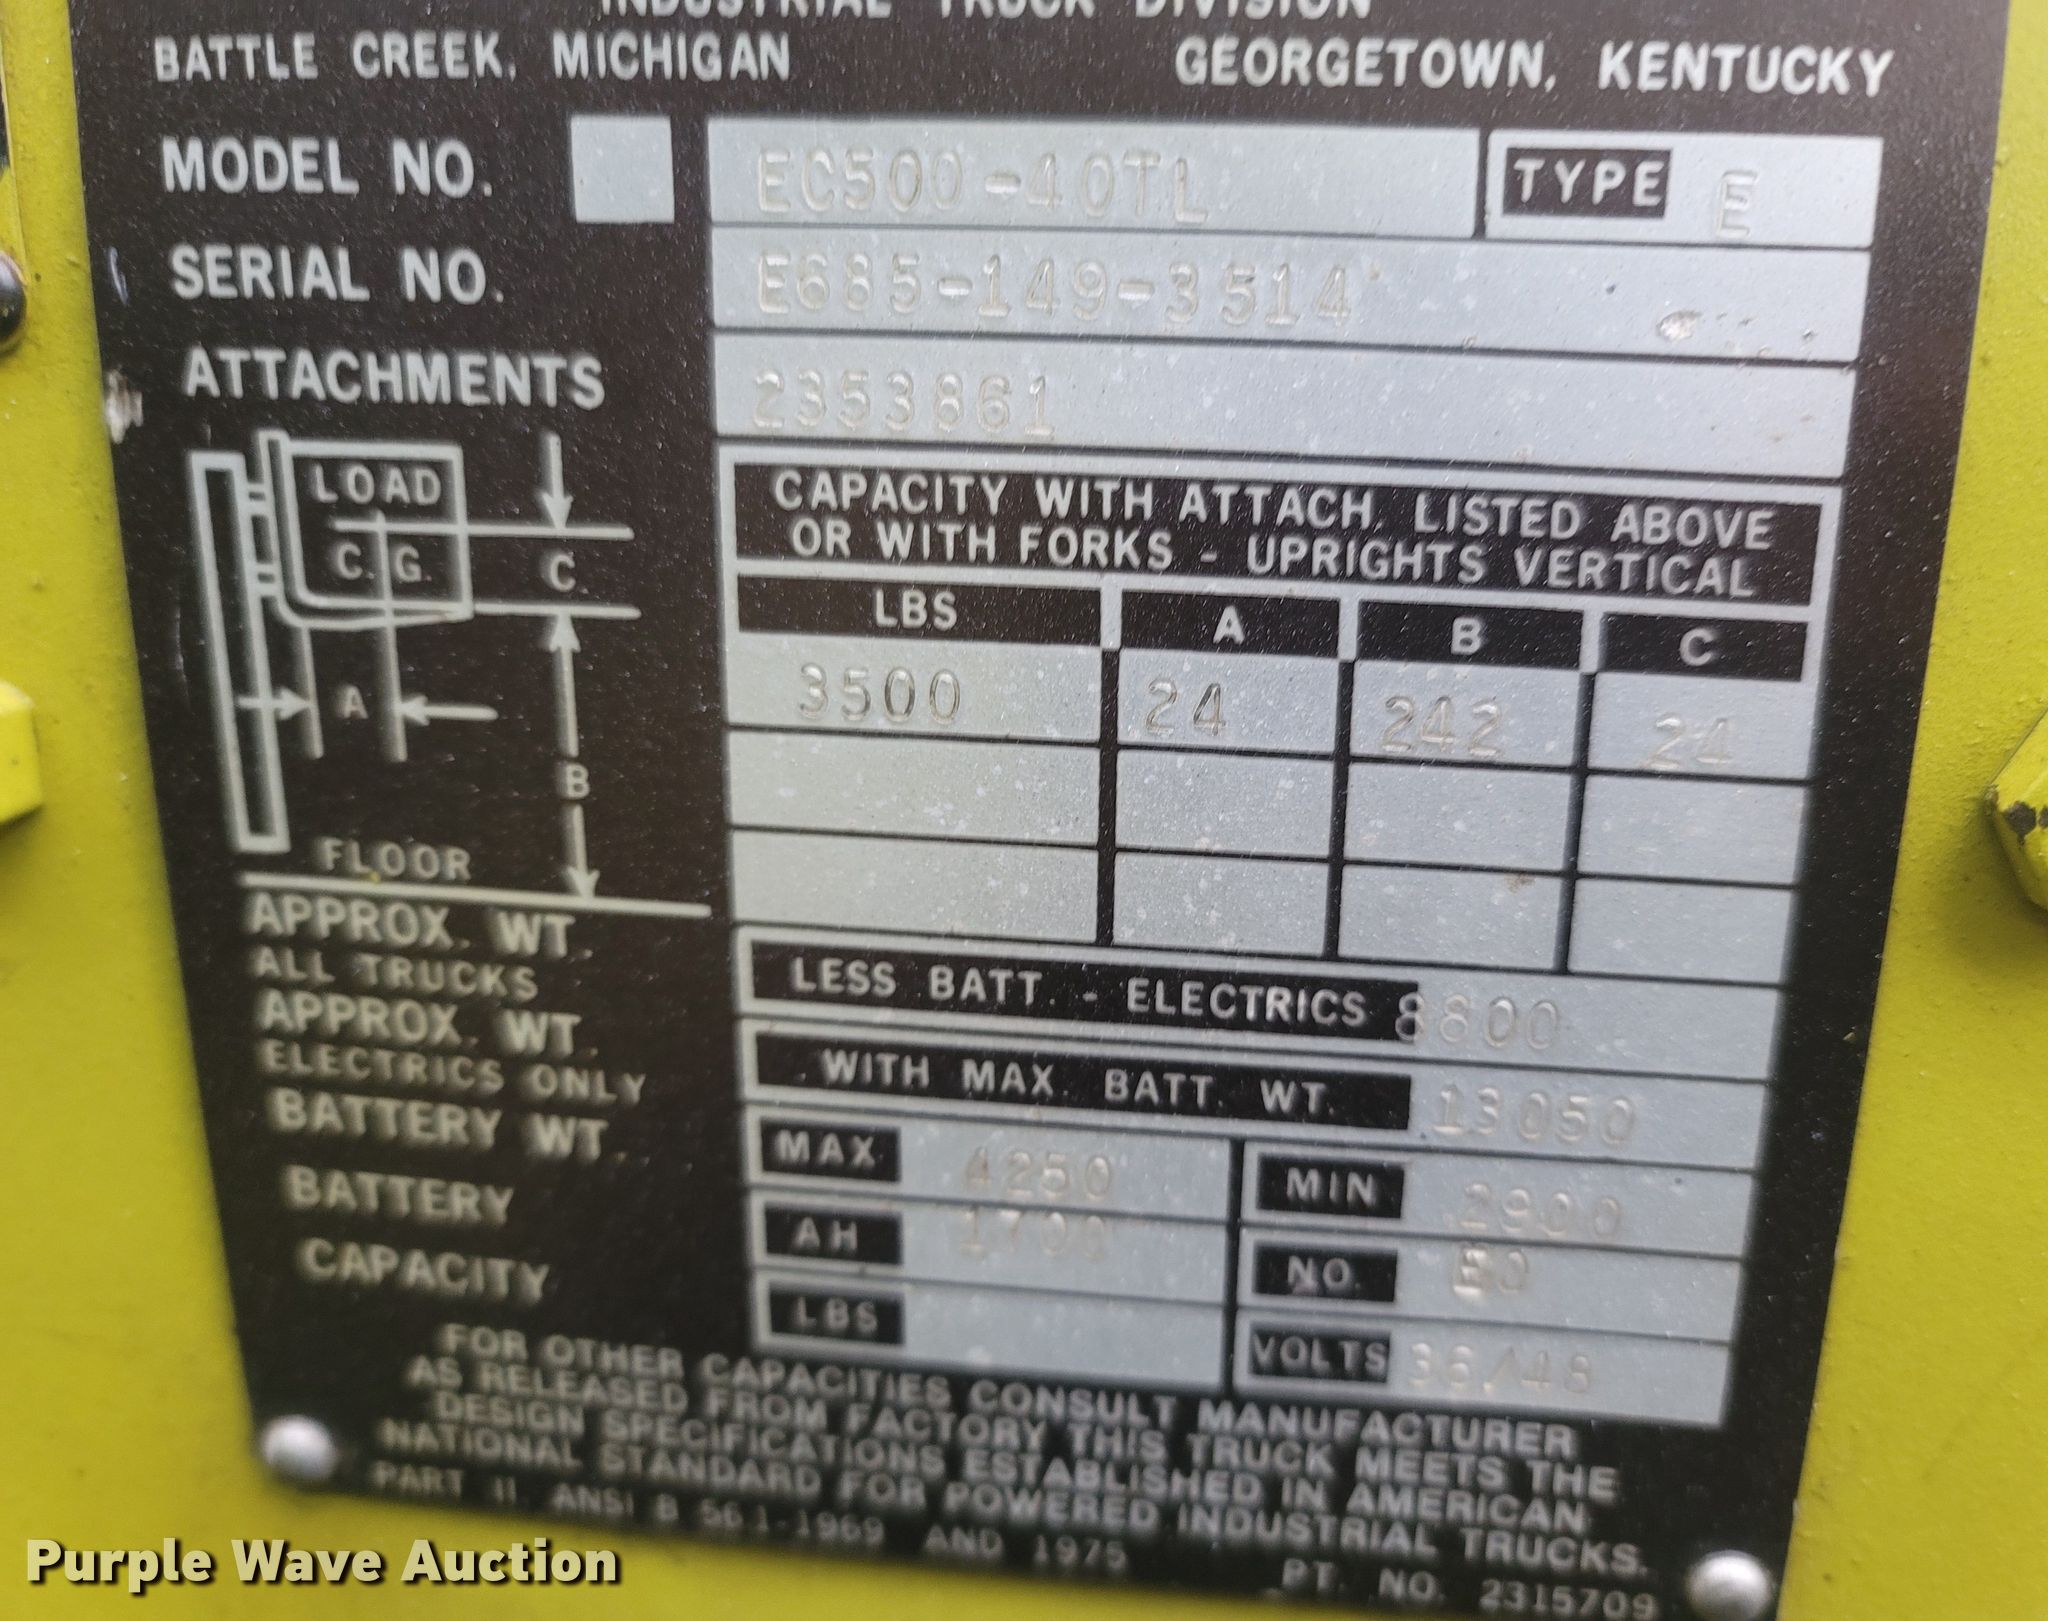 INDUSTRIAL TRUCK DIVISION
BATTLE CREEK, MICHIGAN GEORGETOWN, KENTUCKY
MODEL NO. EC500-40TL TYPE E
SERIAL NO. E685-149-3514
ATTACHMENTS 2353861
LOAD
C.G.
C.
A
B
FLOOR
CAPACITY WITH ATTACH. LISTED ABOVE
OR WITH FORKS - UPRIGHTS VERTICAL
LBS A B C
3500 24 242 24
APPROX. WT.
ALL TRUCKS
LESS BATT. - ELECTRICS 8800
APPROX. WT.
ELECTRICS ONLY
WITH MAX. BATT. WT. 13050
BATTERY WT. MAX 4250 MIN 2900
BATTERY AH 1700 NO.
CAPACITY LBS VOLTS 36/48
FOR OTHER CAPACITIES CONSULT MANUFACTURER
AS RELEASED FROM FACTORY THIS TRUCK MEETS THE
DESIGN SPECIFICATIONS ESTABLISHED IN AMERICAN
NATIONAL STANDARD FOR POWERED INDUSTRIAL TRUCKS.
PART II. ANSI B 56.1-1969 AND 1975 PT. NO. 2315709
Purple Wave Auction